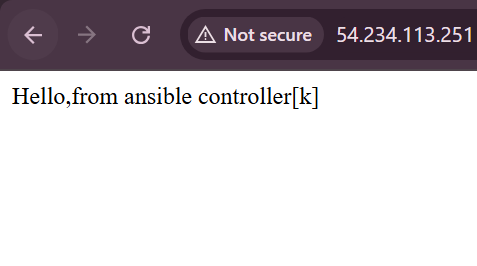 Not secure 54.234.113.251
Hello,from ansible controller[k]